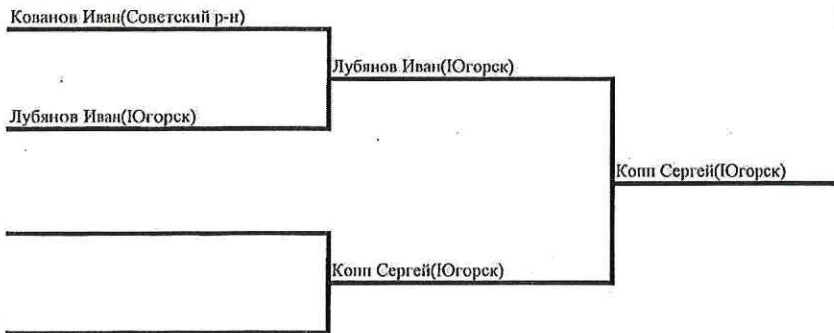 Кованов Иван(Советский р-н)
Лубянов Иван(Югорск)
Лубянов Иван(Югорск)
Копп Сергей(Югорск)
Копп Сергей(Югорск)